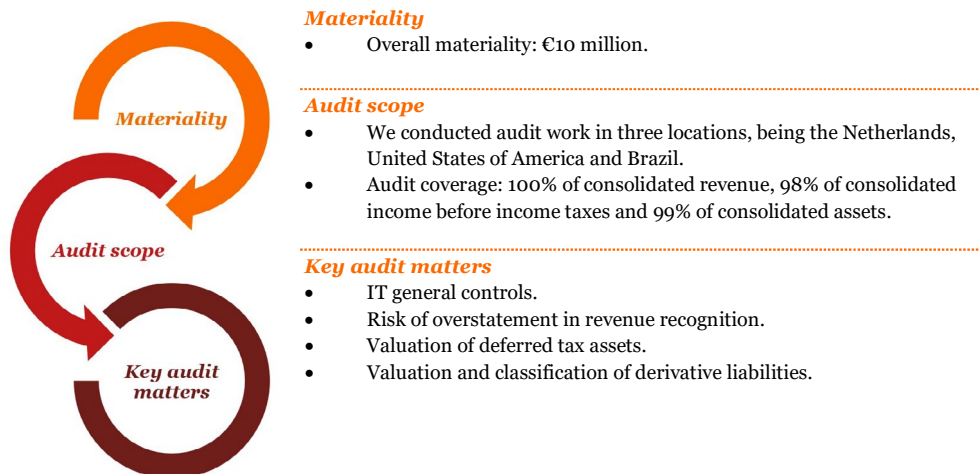 Materiality
Audit scope
Key audit
matters
Materiality
• Overall materiality: €10 million.
Audit scope
• We conducted audit work in three locations, being the Netherlands,
United States of America and Brazil.
• Audit coverage: 100% of consolidated revenue, 98% of consolidated
income before income taxes and 99% of consolidated assets.
Key audit matters
• IT general controls.
• Risk of overstatement in revenue recognition.
• Valuation of deferred tax assets.
• Valuation and classification of derivative liabilities.